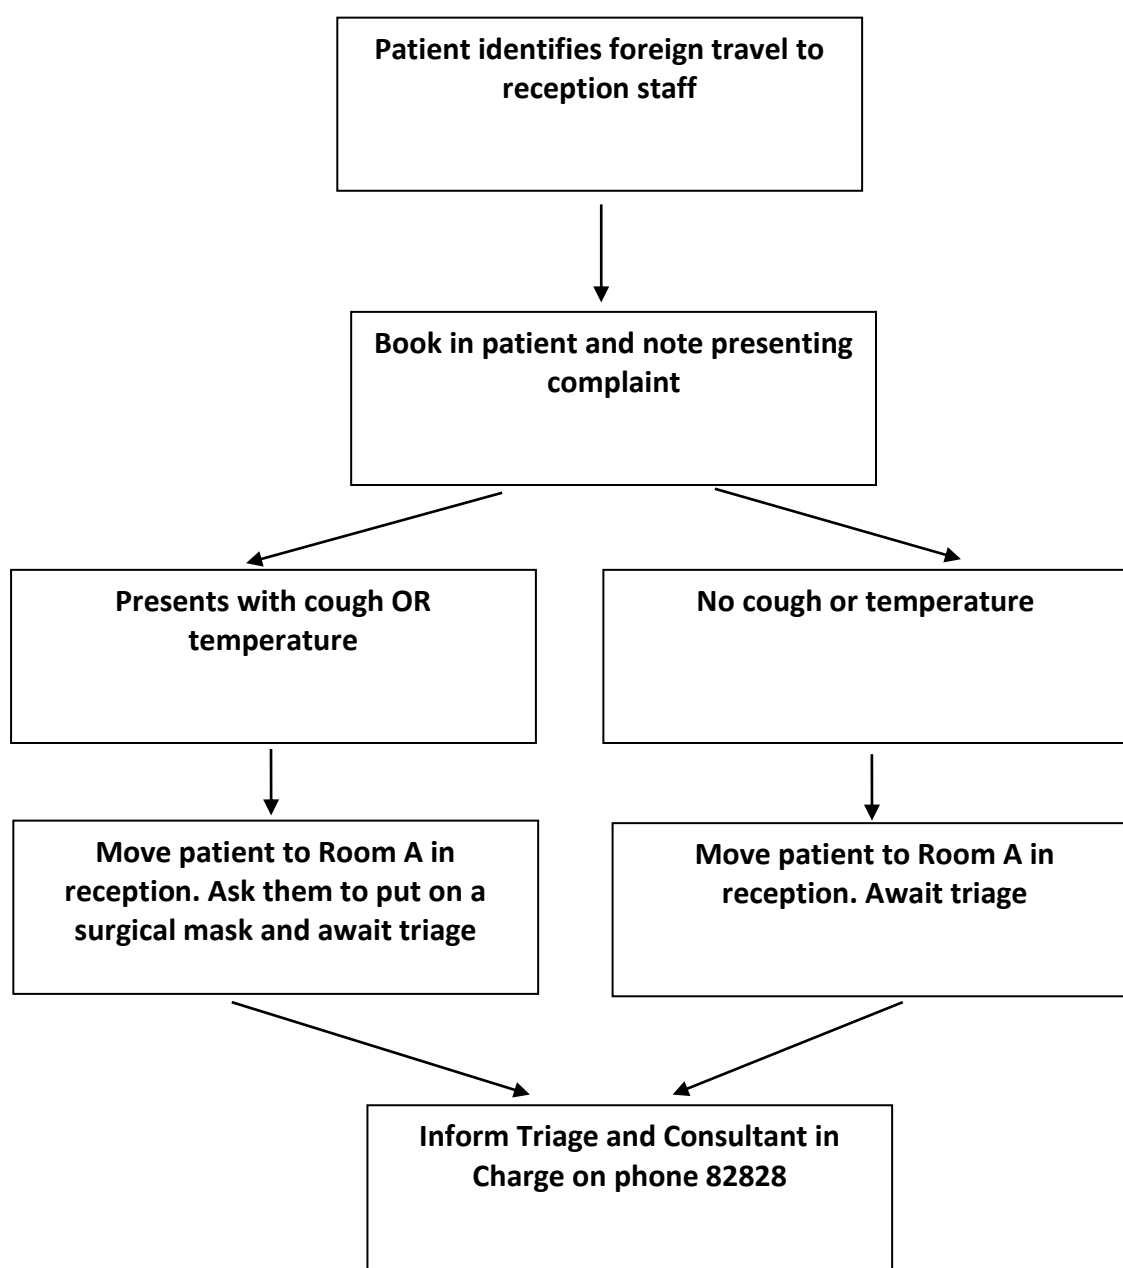 Patient identifies foreign travel to
reception staff
Book in patient and note presenting
complaint
Presents with cough OR
temperature
No cough or temperature
Move patient to Room A in
reception. Ask them to put on a
surgical mask and await triage
Move patient to Room A in
reception. Await triage
Inform Triage and Consultant in
Charge on phone 82828